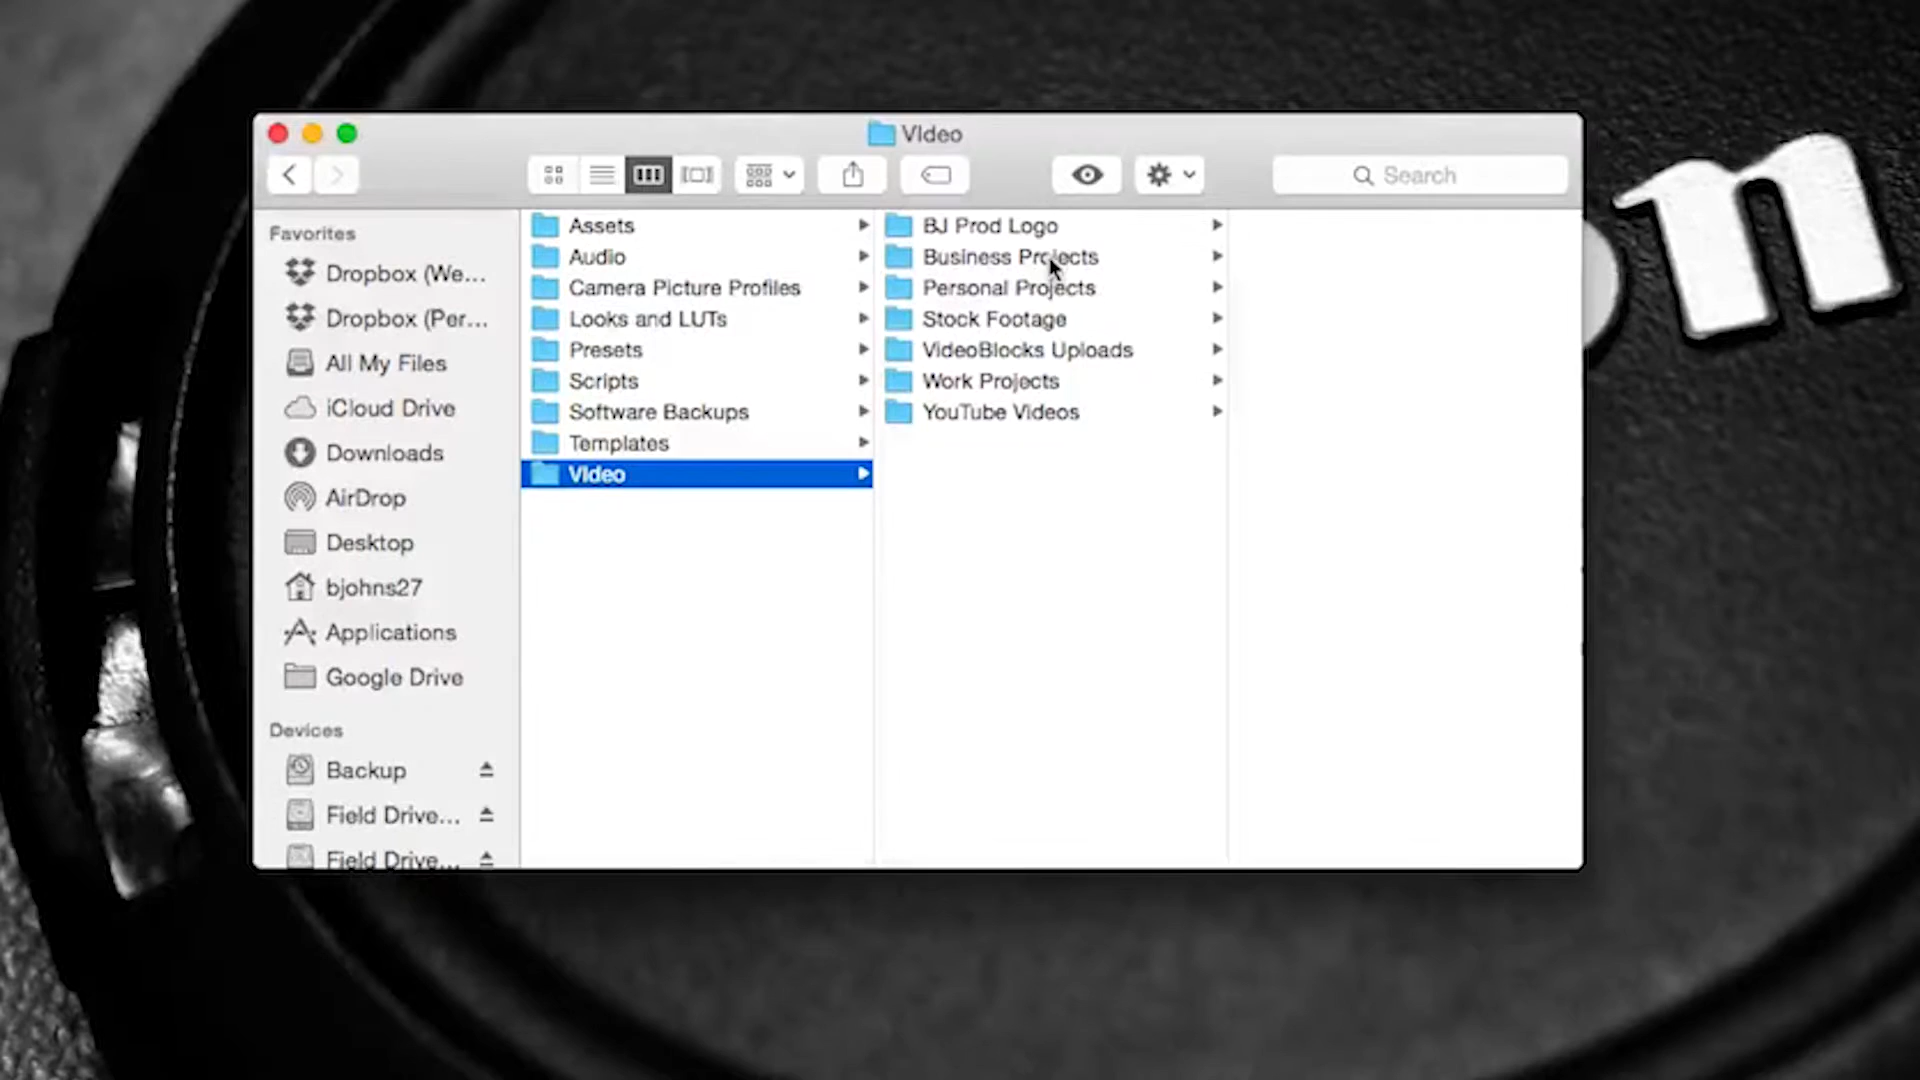 VIdeo
Search
Favorites
Dropbox (We...
Dropbox (Per...
All My Files
iCloud Drive
Downloads
AirDrop
Desktop
bjohns27
Applications
Google Drive
Devices
Backup
Field Drive...
Field Drive...
Assets
Audio
Camera Picture Profiles
Looks and LUTs
Presets
Scripts
Software Backups
Templates
VIdeo
BJ Prod Logo
Business Projects
Personal Projects
Stock Footage
VideoBlocks Uploads
Work Projects
YouTube Videos
on